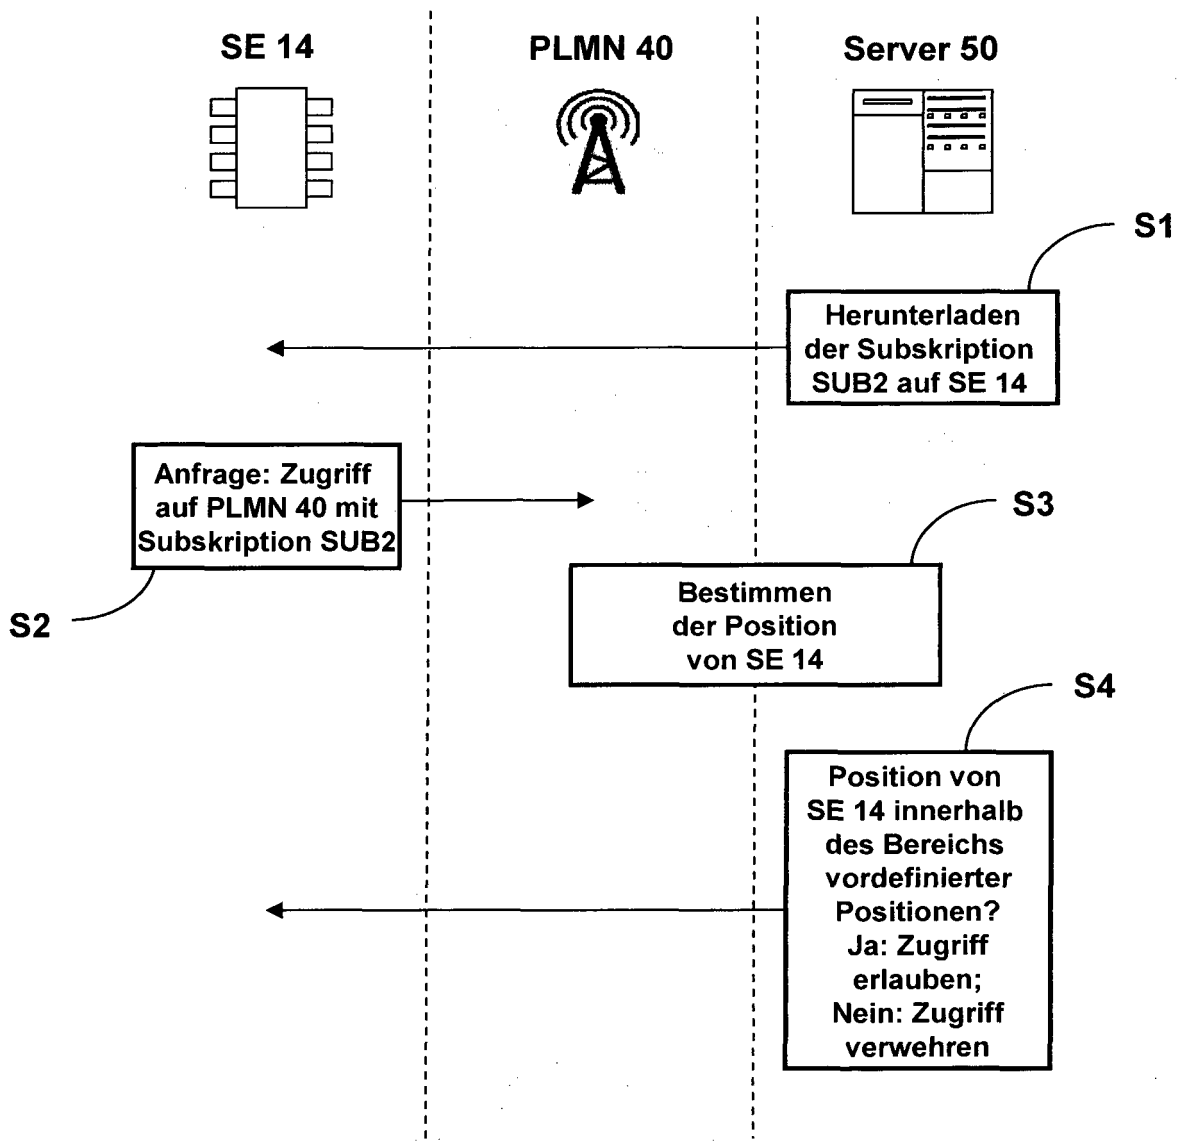 SE 14
PLMN 40
Server 50
S1
Herunterladen
der Subskription
SUB2 auf SE 14
Anfrage: Zugriff
auf PLMN 40 mit
Subskription SUB2
S2
S3
Bestimmen
der Position
von SE 14
S4
Position von
SE 14 innerhalb
des Bereichs
vordefinierter
Positionen?
Ja: Zugriff
erlauben;
Nein: Zugriff
verwehren